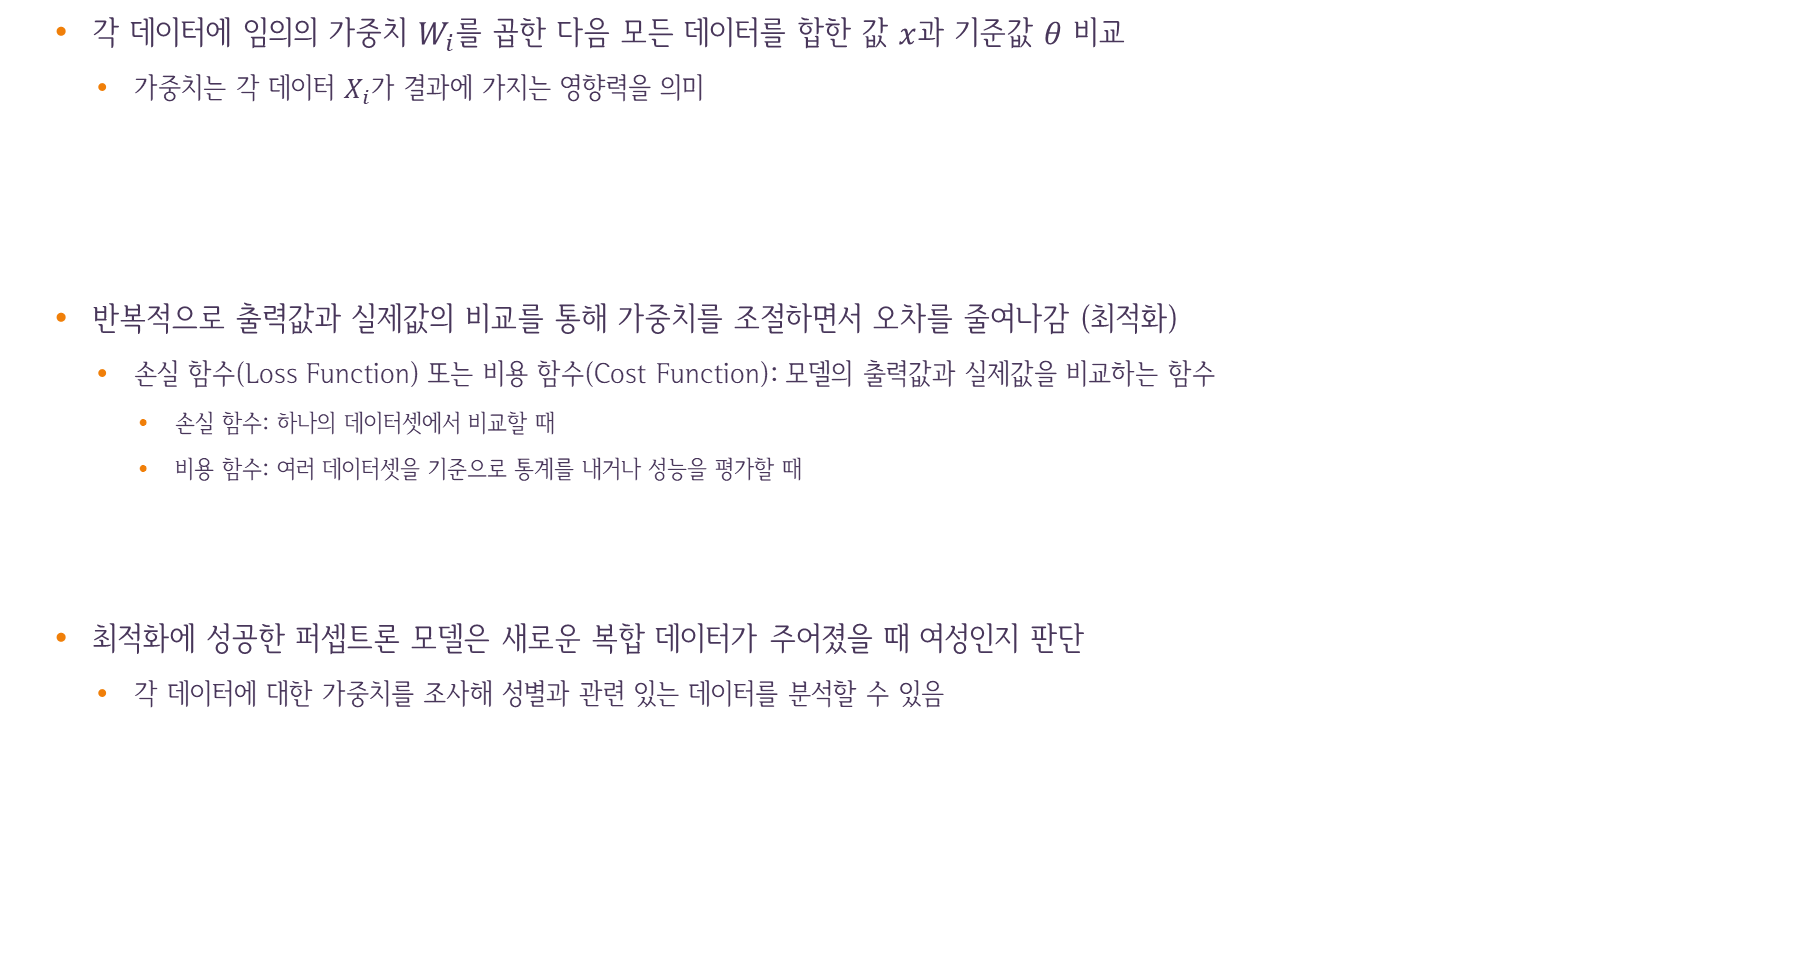 • 각 데이터에 임의의 가중치 Wᵢ를 곱한 다음 모든 데이터를 합한 값 x과 기준값 θ 비교
• 가중치는 각 데이터 Xᵢ가 결과에 가지는 영향력을 의미
• 반복적으로 출력값과 실제값의 비교를 통해 가중치를 조절하면서 오차를 줄여나감 (최적화)
• 손실 함수(Loss Function) 또는 비용 함수(Cost Function): 모델의 출력값과 실제값을 비교하는 함수
• 손실 함수: 하나의 데이터셋에서 비교할 때
• 비용 함수: 여러 데이터셋을 기준으로 통계를 내거나 성능을 평가할 때
• 최적화에 성공한 퍼셉트론 모델은 새로운 복합 데이터가 주어졌을 때 여성인지 판단
• 각 데이터에 대한 가중치를 조사해 성별과 관련 있는 데이터를 분석할 수 있음